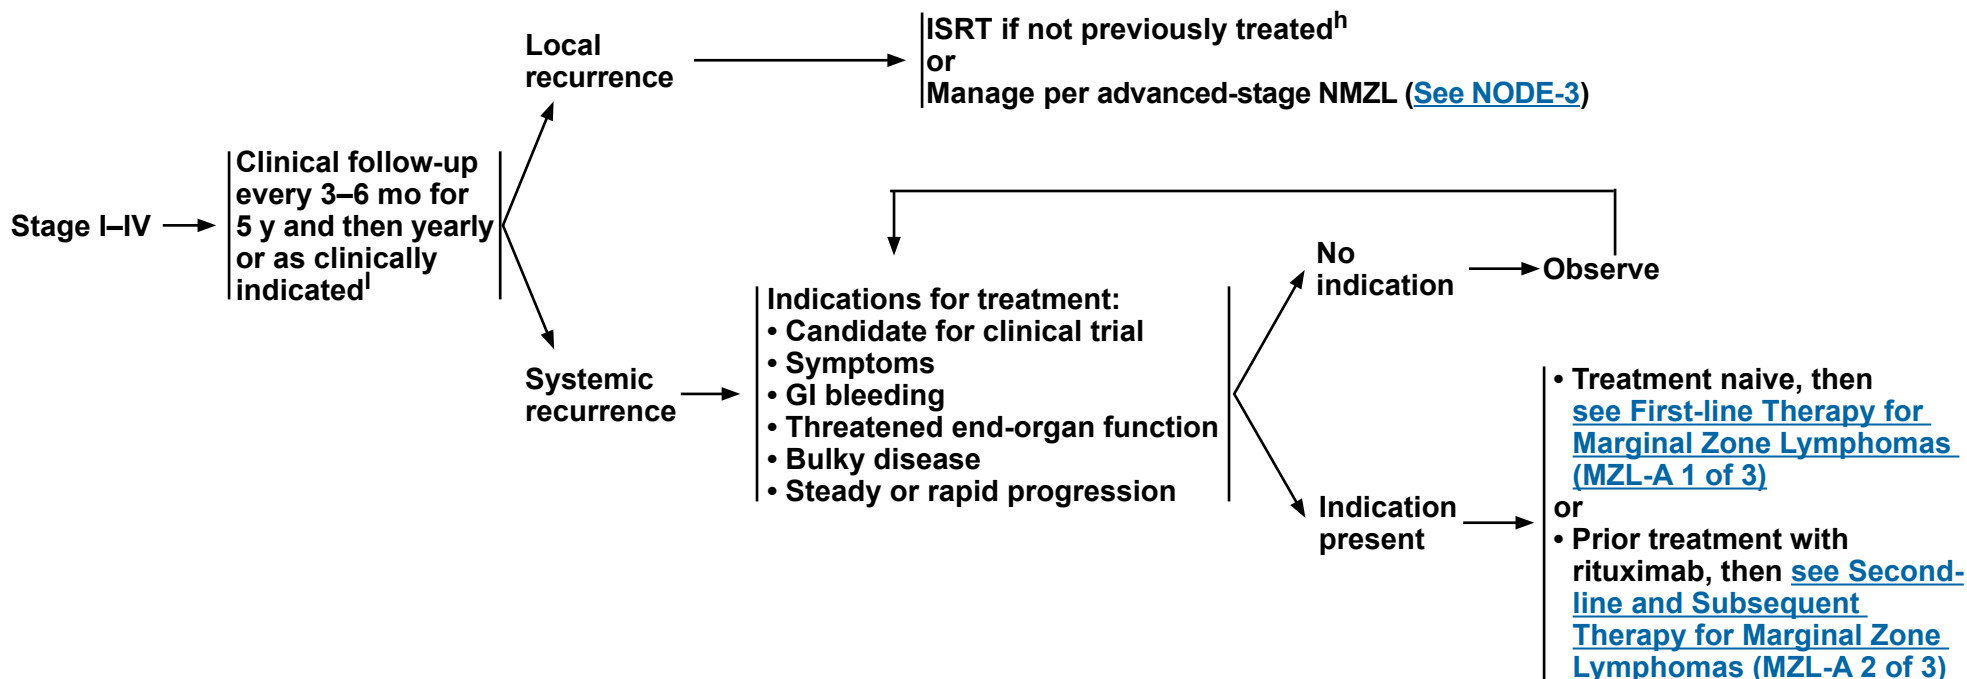 Stage I–IV
Clinical follow-up
every 3–6 mo for
5 y and then yearly
or as clinically
indicatedl
Local
recurrence
ISRT if not previously treatedh
or
Manage per advanced-stage NMZL (See NODE-3)
Systemic
recurrence
Indications for treatment:
• Candidate for clinical trial
• Symptoms
• GI bleeding
• Threatened end-organ function
• Bulky disease
• Steady or rapid progression
No
indication
Observe
Indication
present
• Treatment naive, then
see First-line Therapy for
Marginal Zone Lymphomas
(MZL-A 1 of 3)
or
• Prior treatment with
rituximab, then see Second-
line and Subsequent
Therapy for Marginal Zone
Lymphomas (MZL-A 2 of 3)